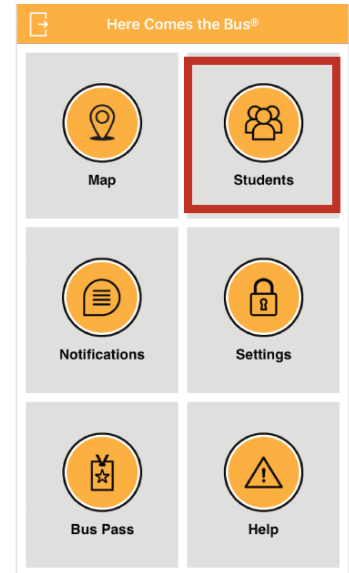 Here Comes the Bus®
Map
Students
Notifications
Settings
Bus Pass
Help